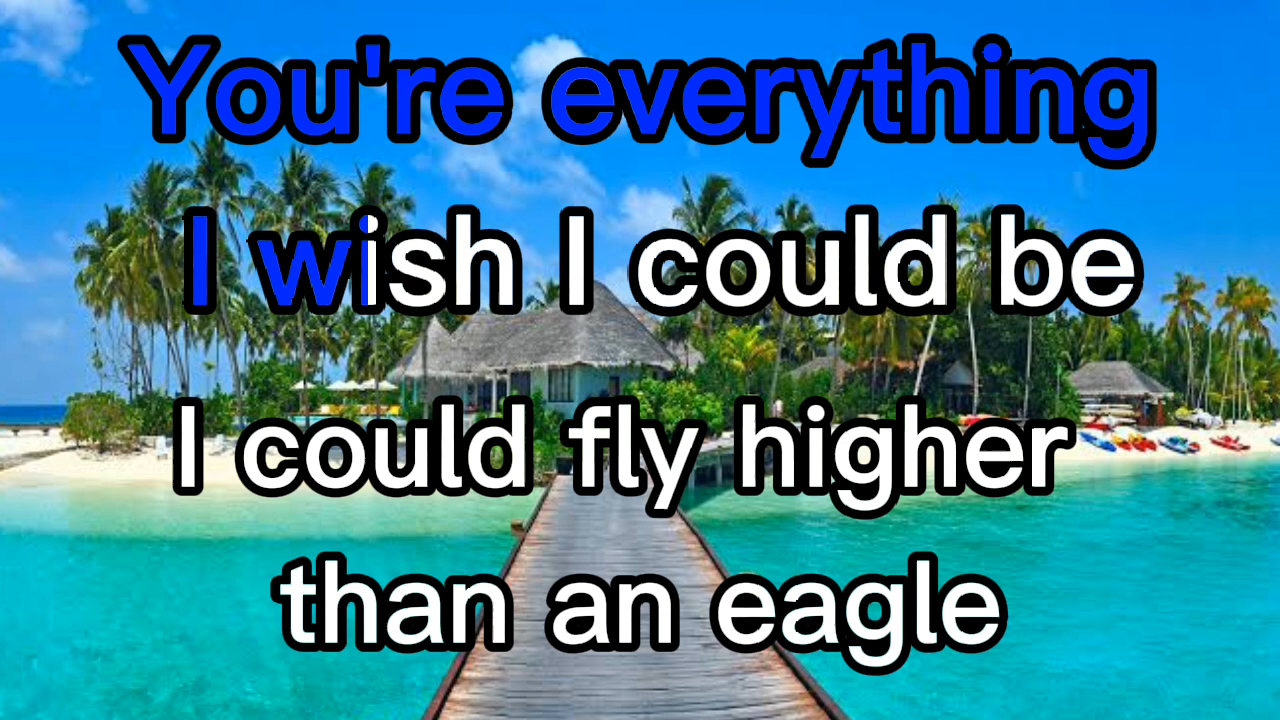 You're everything
I wish I could be
I could fly higher
than an eagle